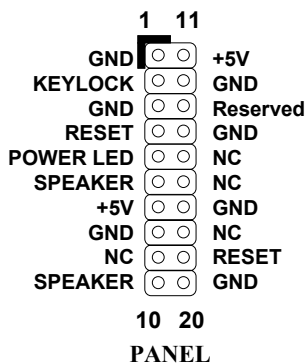 1 11
GND +5V
KEYLOCK GND
GND Reserved
RESET GND
POWER LED NC
SPEAKER NC
+5V GND
GND NC
NC RESET
SPEAKER GND
10 20
PANEL